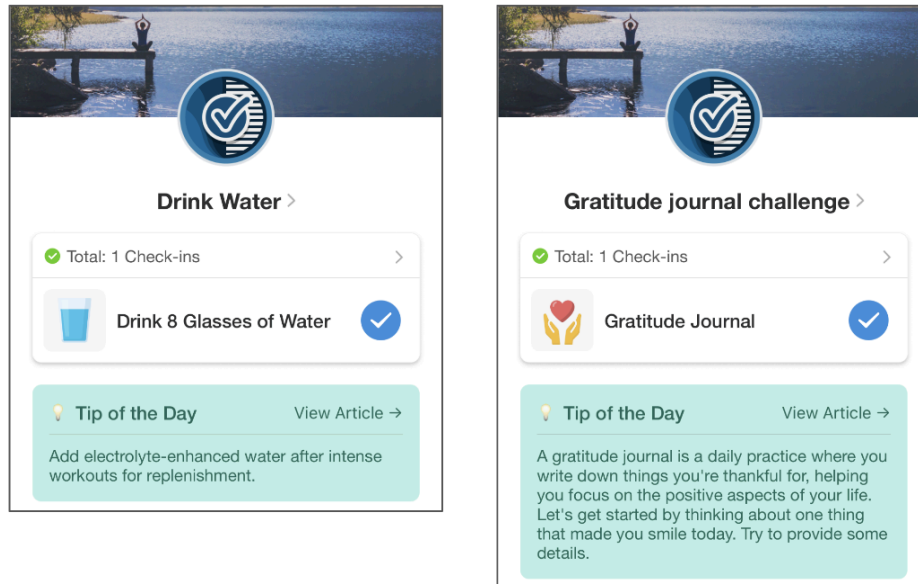 Drink Water
Total: 1 Check-ins
Drink 8 Glasses of Water
Tip of the Day
View Article →
Add electrolyte-enhanced water after intense
workouts for replenishment.
Gratitude journal challenge
Total: 1 Check-ins
Gratitude Journal
Tip of the Day
View Article →
A gratitude journal is a daily practice where you
write down things you're thankful for, helping
you focus on the positive aspects of your life.
Let's get started by thinking about one thing
that made you smile today. Try to provide some
details.